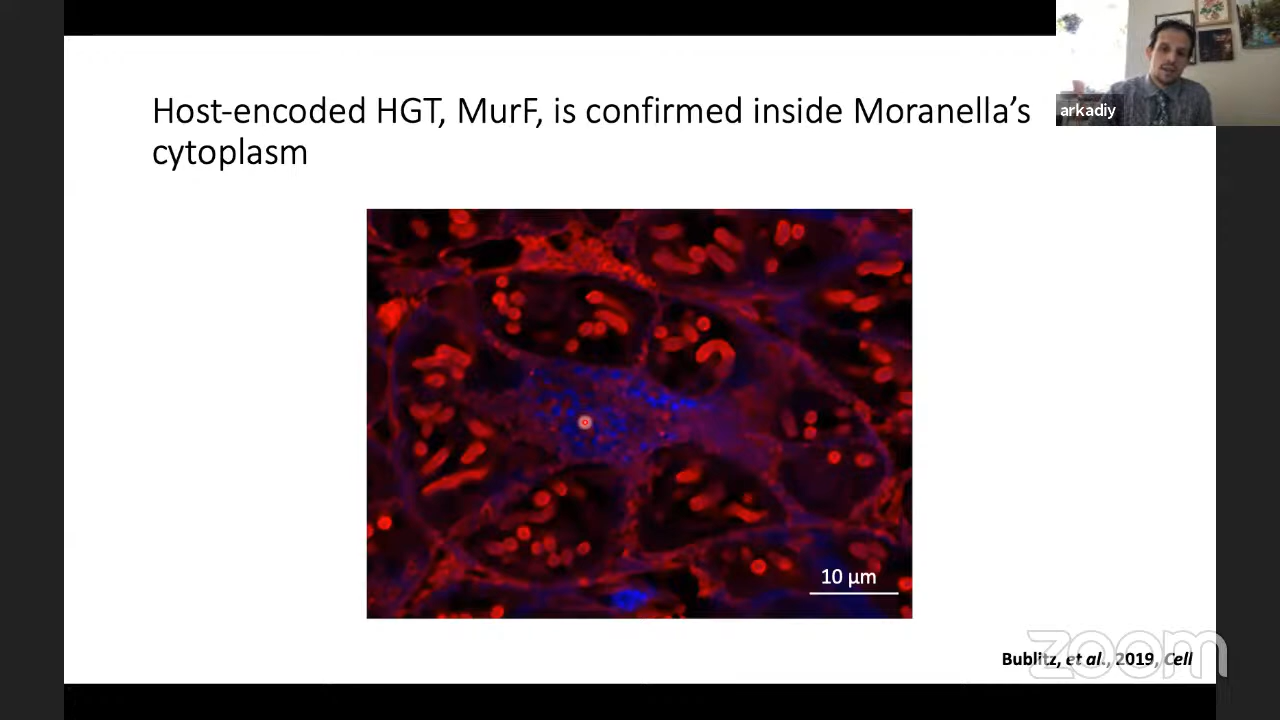 Host-encoded HGT, MurF, is confirmed inside Moranella's
cytoplasm
arkadiy
10 µm
Bublitz, et al., 2019, Cell
zoom